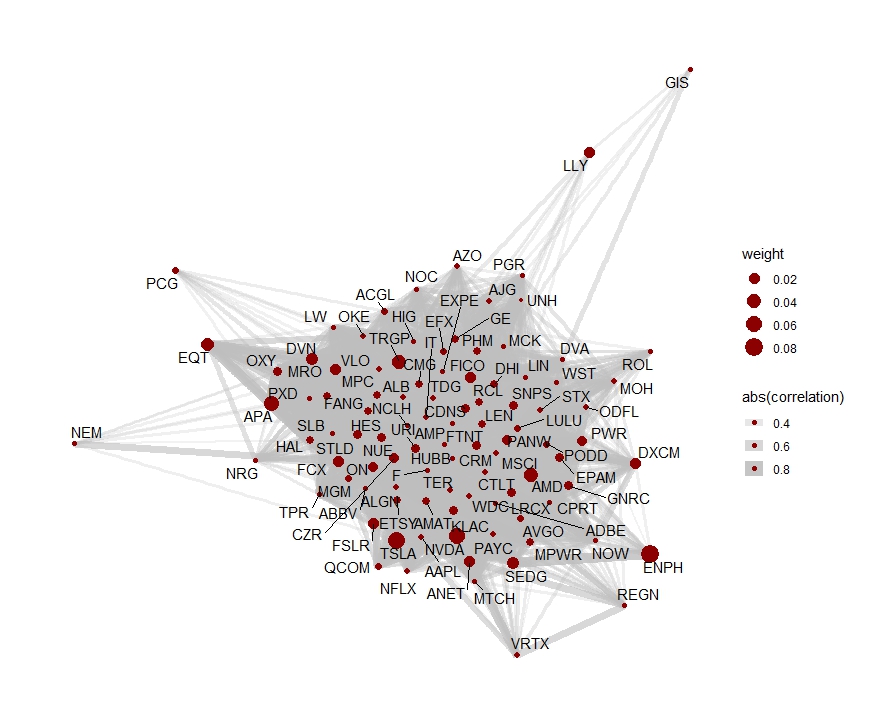 GIS
LLY
AZO
PGR
NOC
PCG
ACGL
EXPE
AJG
UNH
LW
OKE
HIG
EFX
GE
EQT
DVN
TRGP
IT
PHM
MCK
DVA
OXY
MRO
VLO
CMG
FICO
DHI
LIN
WST
ROL
MPC
ALB
TDG
RCL
SNPS
STX
MOH
PXD
FANG
NCLH
CDNS
LEN
LULU
ODFL
APA
SLB
HES
URI
AMP
FTNT
PANW
PWR
NEM
HAL
STLD
NUE
HUBB
CRM
MSCI
PODD
DXCM
NRG
FCX
ON
F
TER
CTLT
AMD
EPAM
MGM
ALGN
GNRC
TPR
ABBV
WDC
LRCX
CPRT
CZR
ETSY
AMAT
KLAC
AVGO
ADBE
FSLR
TSLA
NVDA
PAYC
MPWR
NOW
ENPH
QCOM
AAPL
SEDG
NFLX
ANET
MTCH
REGN
VRTX
weight
0.02
0.04
0.06
0.08
abs(correlation)
0.4
0.6
0.8